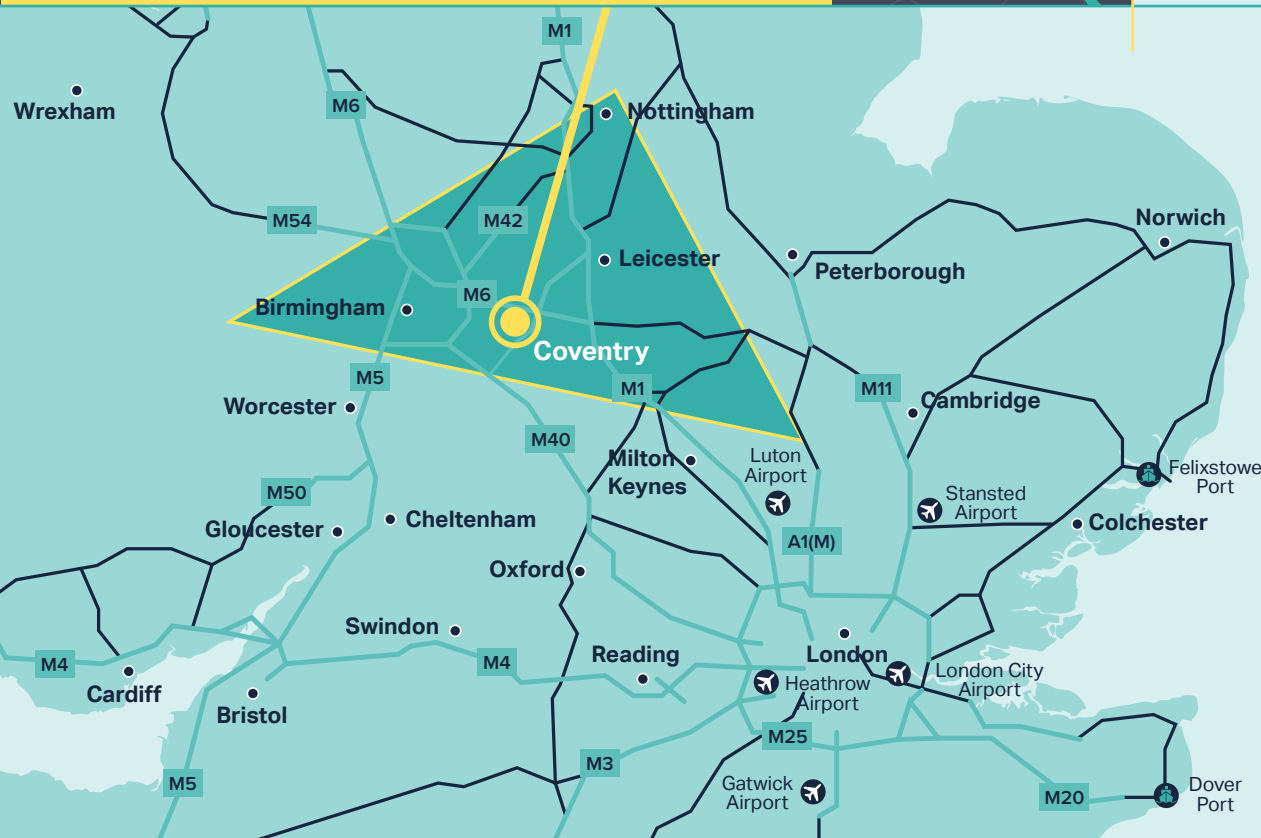 M1
Wrexham
M6
Nottingham
M54
M42
Norwich
Leicester
Peterborough
M6
Birmingham
Coventry
M5
M1
M11
Worcester
Cambridge
M40
Milton
Keynes
Luton
Airport
Felixstowe
Port
M50
Stansted
Airport
Gloucester
Cheltenham
Colchester
A1(M)
Oxford
Swindon
Reading
London
M4
M4
London City
Airport
Cardiff
Heathrow
Airport
Bristol
M25
M3
M5
Gatwick
Airport
M20
Dover
Port